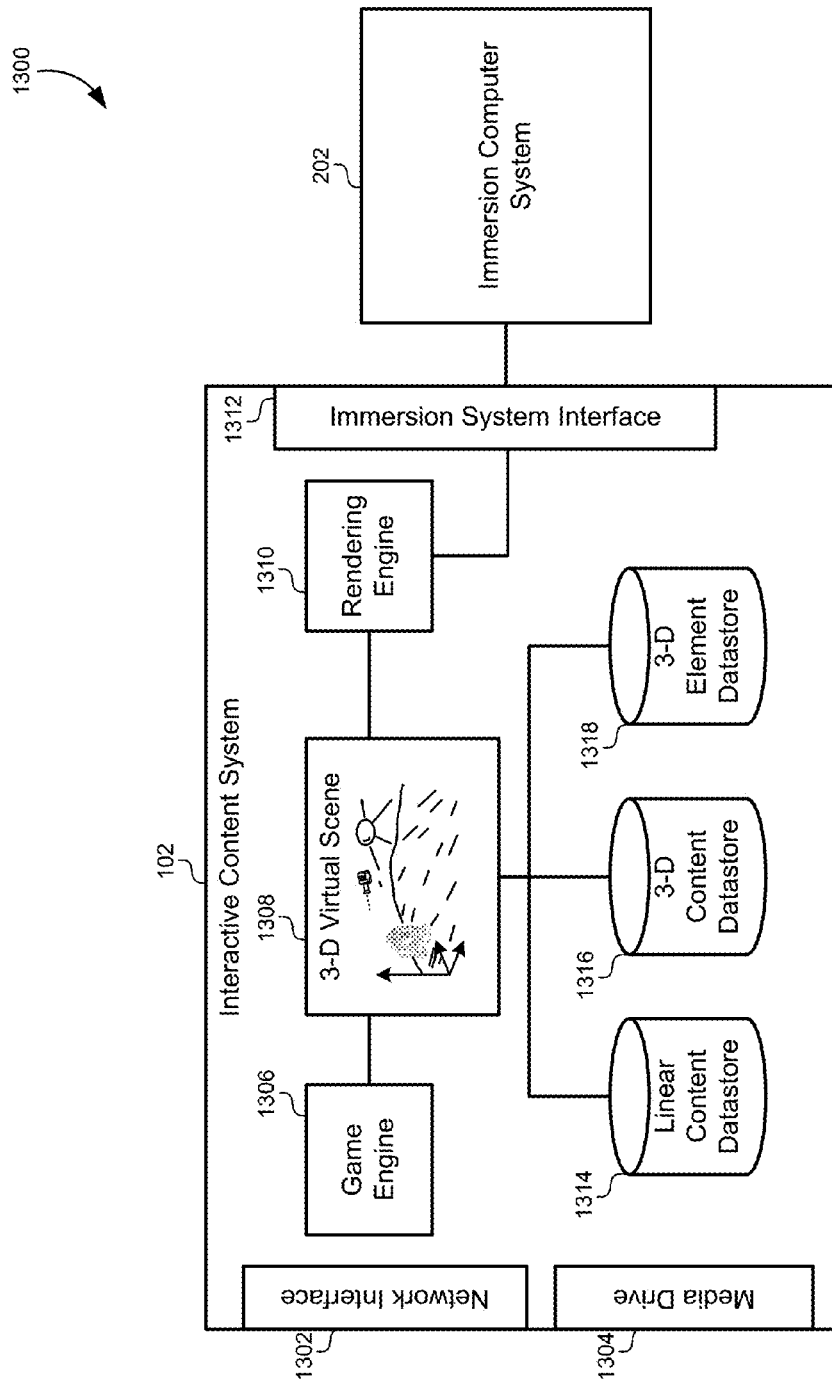 1300
102
Interactive Content System
1302
Network Interface
1304
Media Drive
1306
Game
Engine
1308
3-D Virtual Scene
1310
Rendering
Engine
1312
Immersion System Interface
202
Immersion Computer
System
1314
Linear
Content
Datastore
1316
3-D
Content
Datastore
1318
3-D
Element
Datastore